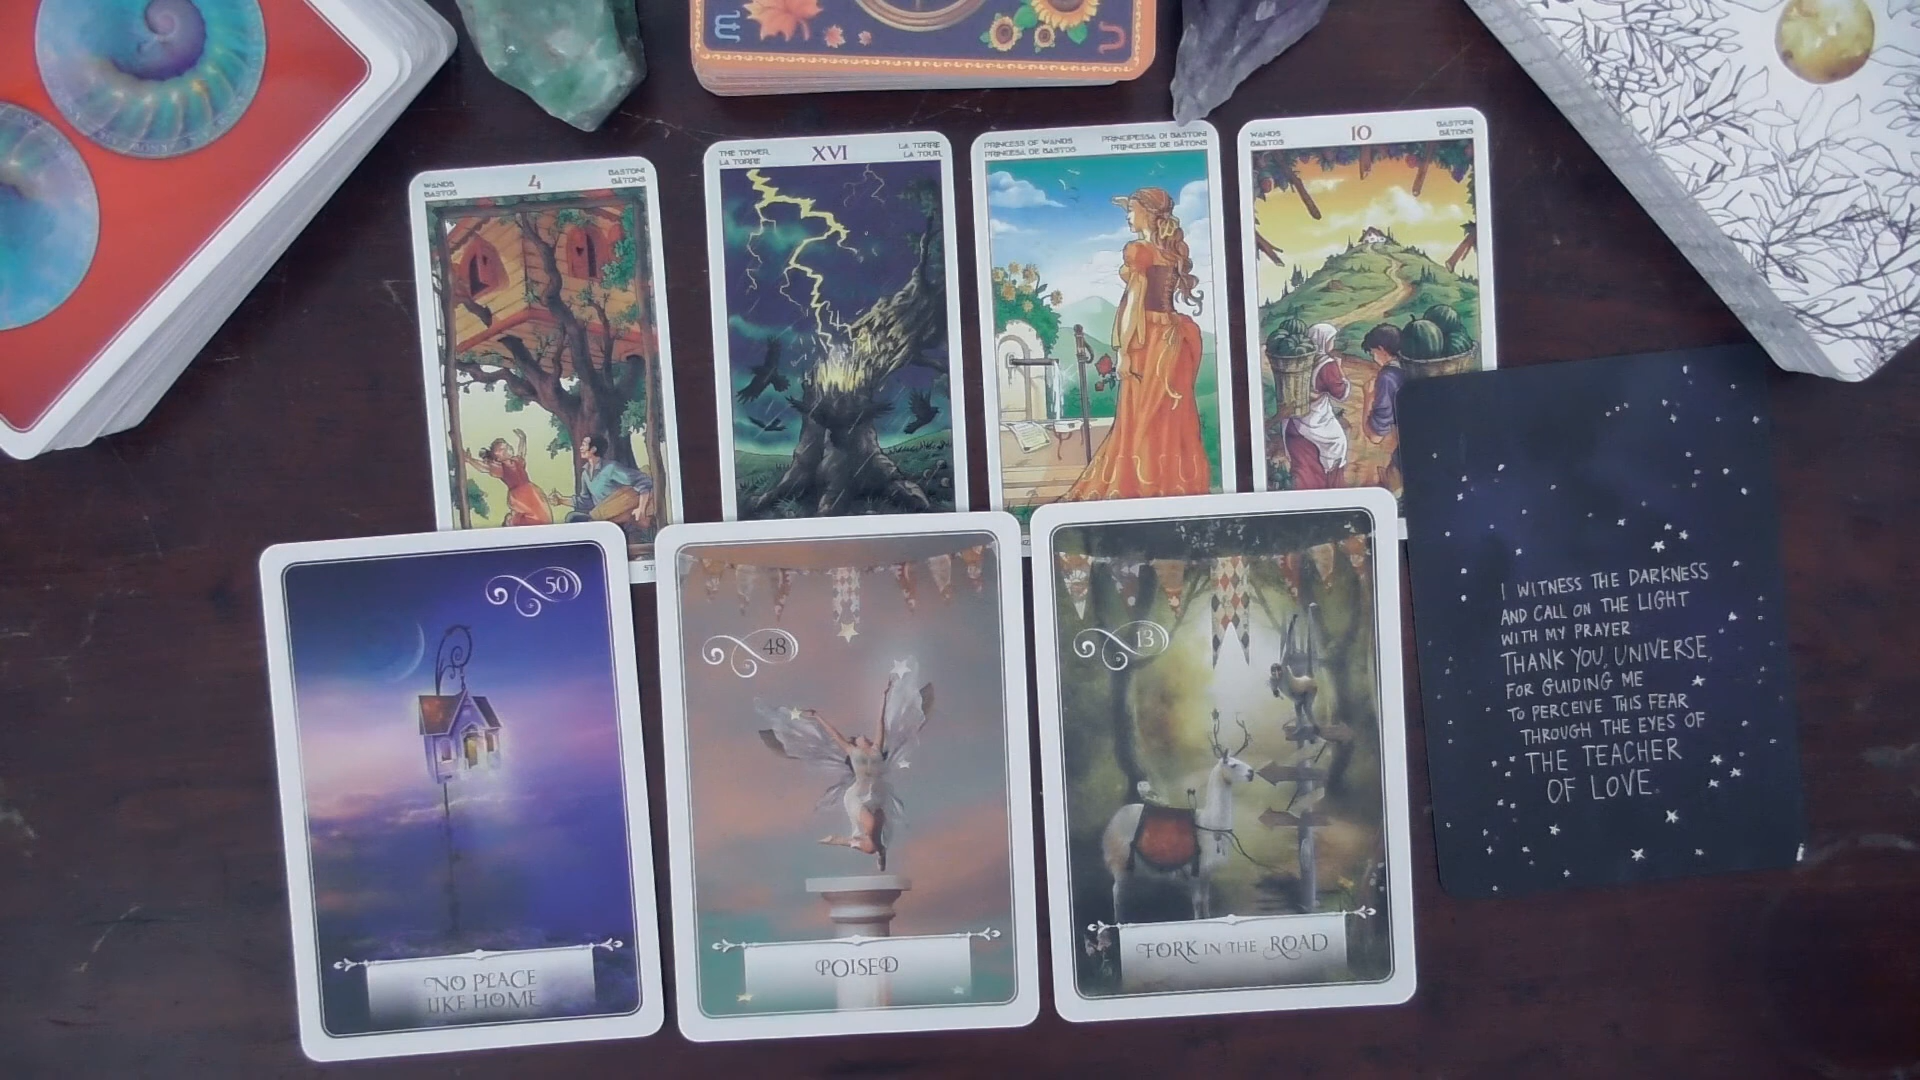 WANDS
BASTOS
4
BASTONI
BÂTONS
THE TOWER
LA TORRE
XVI
LA TORRE
LA TOUR
PRINCESS OF WANDS
PRINCESA DE BASTOS
PRINCIPESSA DI BASTONI
PRINCESSE DE BÂTONS
WANDS
BASTOS
10
BASTONI
BÂTONS
50
NO PLACE
LIKE HOME
48
POISED
13
FORK IN THE ROAD
I WITNESS THE DARKNESS
AND CALL ON THE LIGHT
WITH MY PRAYER
THANK YOU, UNIVERSE,
FOR GUIDING ME
TO PERCEIVE THIS FEAR
THROUGH THE EYES OF
THE TEACHER
OF LOVE.